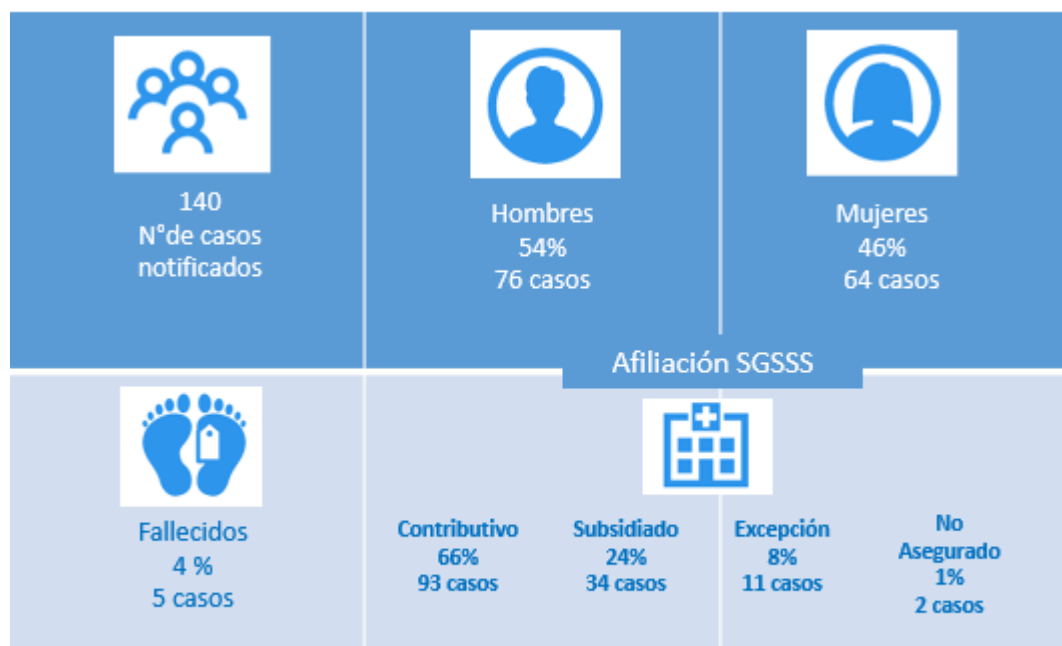 140
N°de casos
notificados
Hombres
54%
76 casos
Mujeres
46%
64 casos
Afiliación SGSSS
Fallecidos
4 %
5 casos
Contributivo
66%
93 casos
Subsidiado
24%
34 casos
Excepción
8%
11 casos
No
Asegurado
1%
2 casos